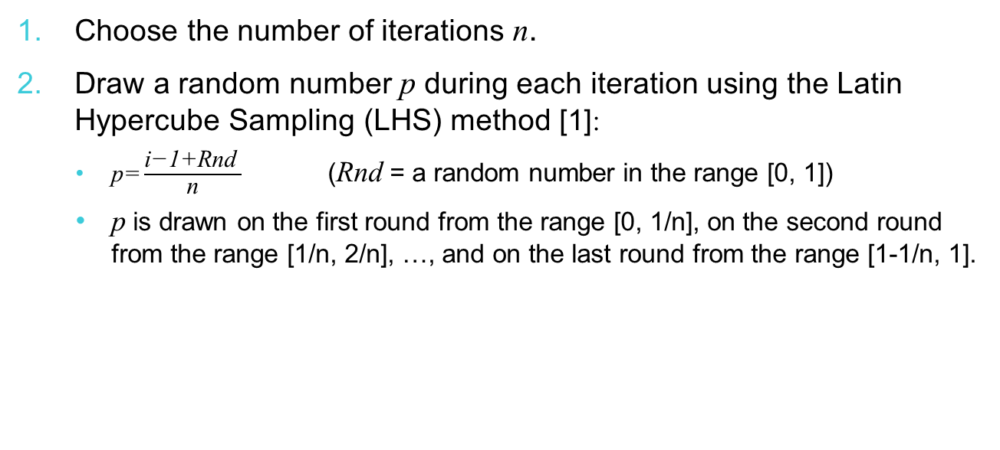 1. Choose the number of iterations n.
2. Draw a random number p during each iteration using the Latin
Hypercube Sampling (LHS) method [1]:
• p=\frac{i−1+Rnd}{n} (Rnd = a random number in the range [0, 1])
• p is drawn on the first round from the range [0, 1/n], on the second round
from the range [1/n, 2/n], …, and on the last round from the range [1-1/n, 1].